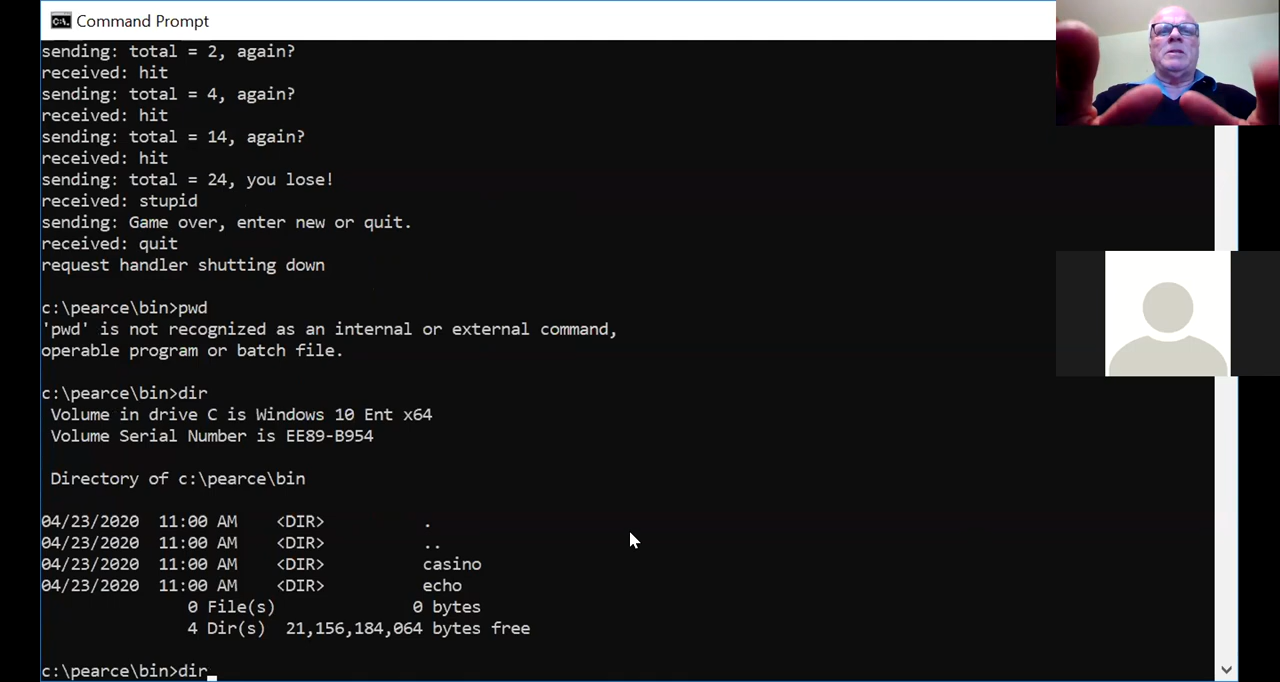 Command Prompt
sending: total = 2, again?
received: hit
sending: total = 4, again?
received: hit
sending: total = 14, again?
received: hit
sending: total = 24, you lose!
received: stupid
sending: Game over, enter new or quit.
received: quit
request handler shutting down
c:\pearce\bin>pwd
'pwd' is not recognized as an internal or external command,
operable program or batch file.
c:\pearce\bin>dir
Volume in drive C is Windows 10 Ent x64
Volume Serial Number is EE89-B954
Directory of c:\pearce\bin
04/23/2020 11:00 AM <DIR> .
04/23/2020 11:00 AM <DIR> ..
04/23/2020 11:00 AM <DIR> casino
04/23/2020 11:00 AM <DIR> echo
0 File(s) 0 bytes
4 Dir(s) 21,156,184,064 bytes free
c:\pearce\bin>dir